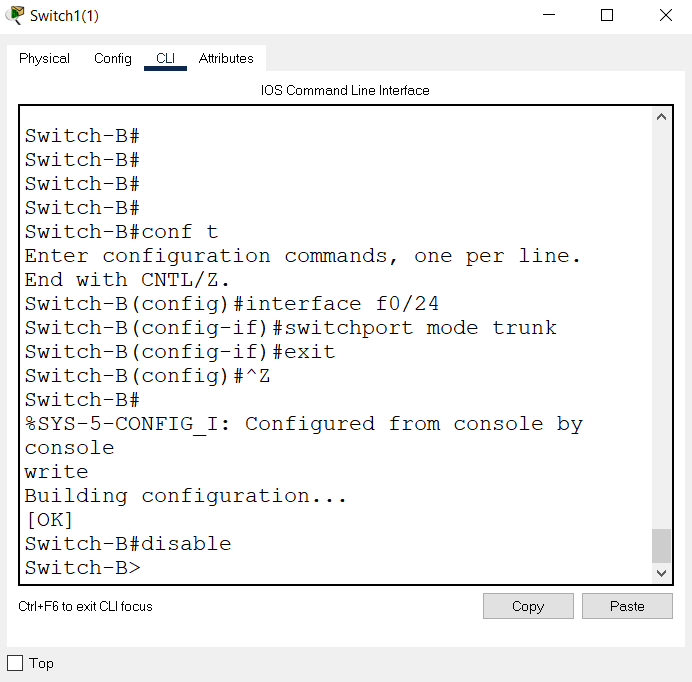 Switch1(1)
Physical Config CLI Attributes
IOS Command Line Interface
Switch-B#
Switch-B#
Switch-B#
Switch-B#
Switch-B#conf t
Enter configuration commands, one per line.
End with CNTL/Z.
Switch-B(config)#interface f0/24
Switch-B(config-if)#switchport mode trunk
Switch-B(config-if)#exit
Switch-B(config)#^Z
Switch-B#
%SYS-5-CONFIG_I: Configured from console by
console
write
Building configuration...
[OK]
Switch-B#disable
Switch-B>
Ctrl+F6 to exit CLI focus
Copy
Paste
Top